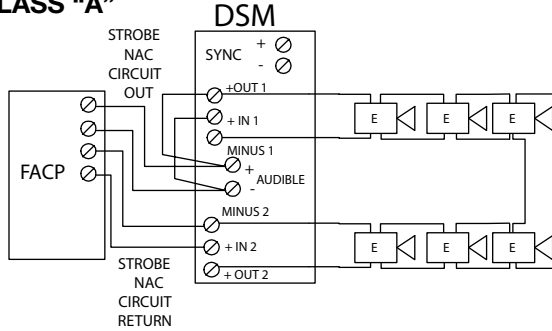 LASS "A"
DSM
STROBE
NAC
CIRCUIT
OUT
SYNC
+
-
+OUT 1
+ IN 1
MINUS 1
+
AUDIBLE
-
MINUS 2
+ IN 2
+ OUT 2
FACP
STROBE
NAC
CIRCUIT
RETURN
E
E
E
E
E
E